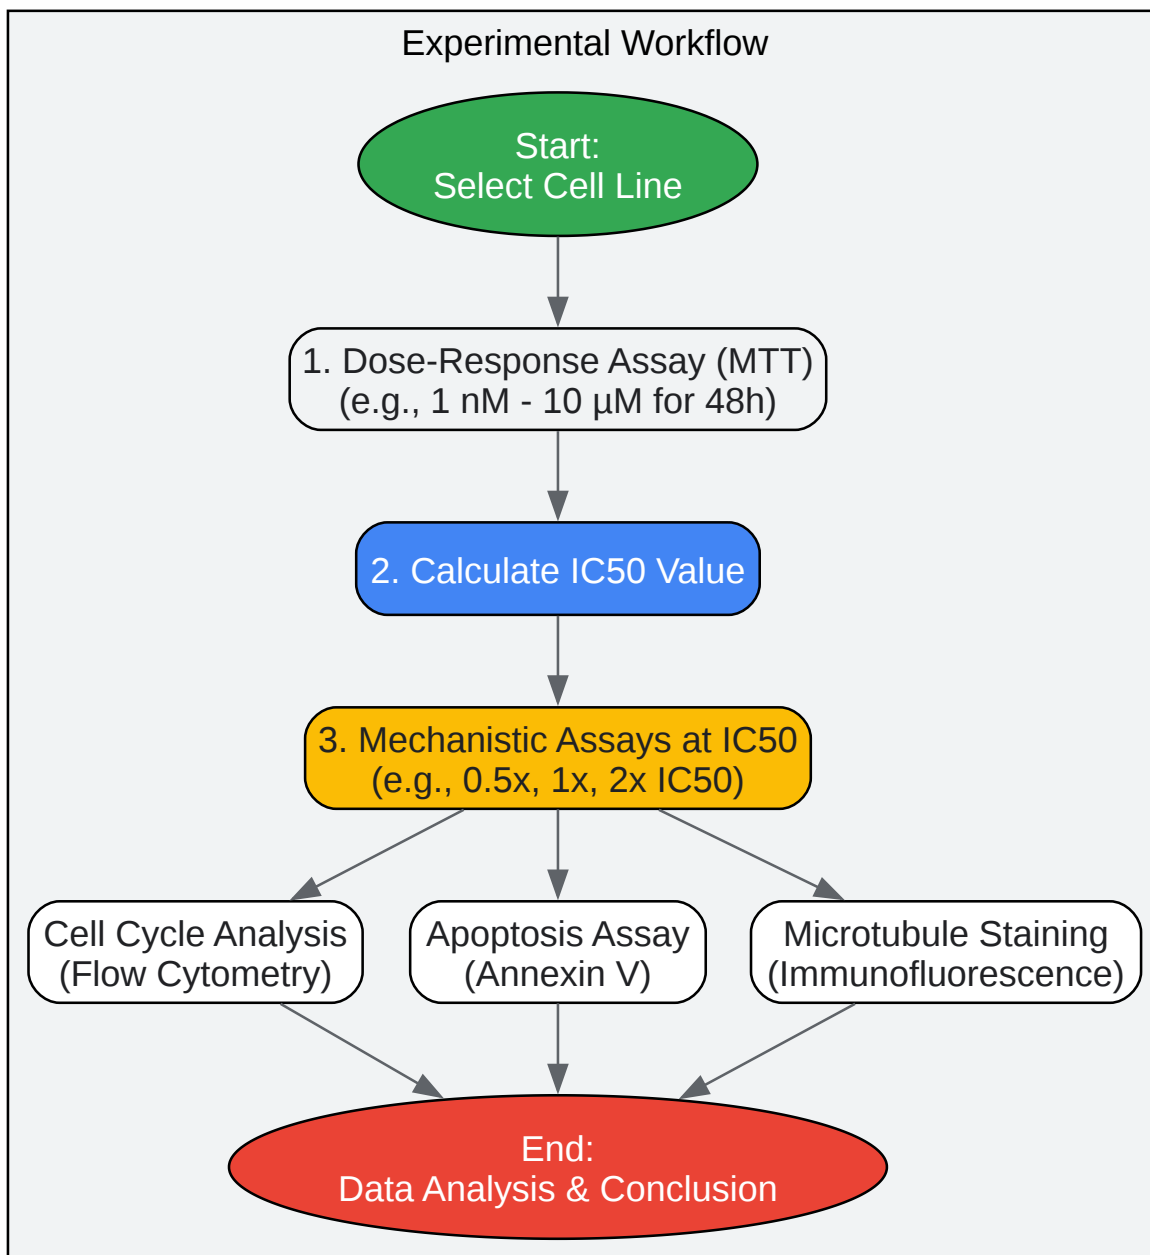 Experimental Workflow
Start:
Select Cell Line
1. Dose-Response Assay (MTT)
(e.g., 1 nM - 10 µM for 48h)
2. Calculate IC50 Value
3. Mechanistic Assays at IC50
(e.g., 0.5x, 1x, 2x IC50)
Cell Cycle Analysis
(Flow Cytometry)
Apoptosis Assay
(Annexin V)
Microtubule Staining
(Immunofluorescence)
End:
Data Analysis & Conclusion